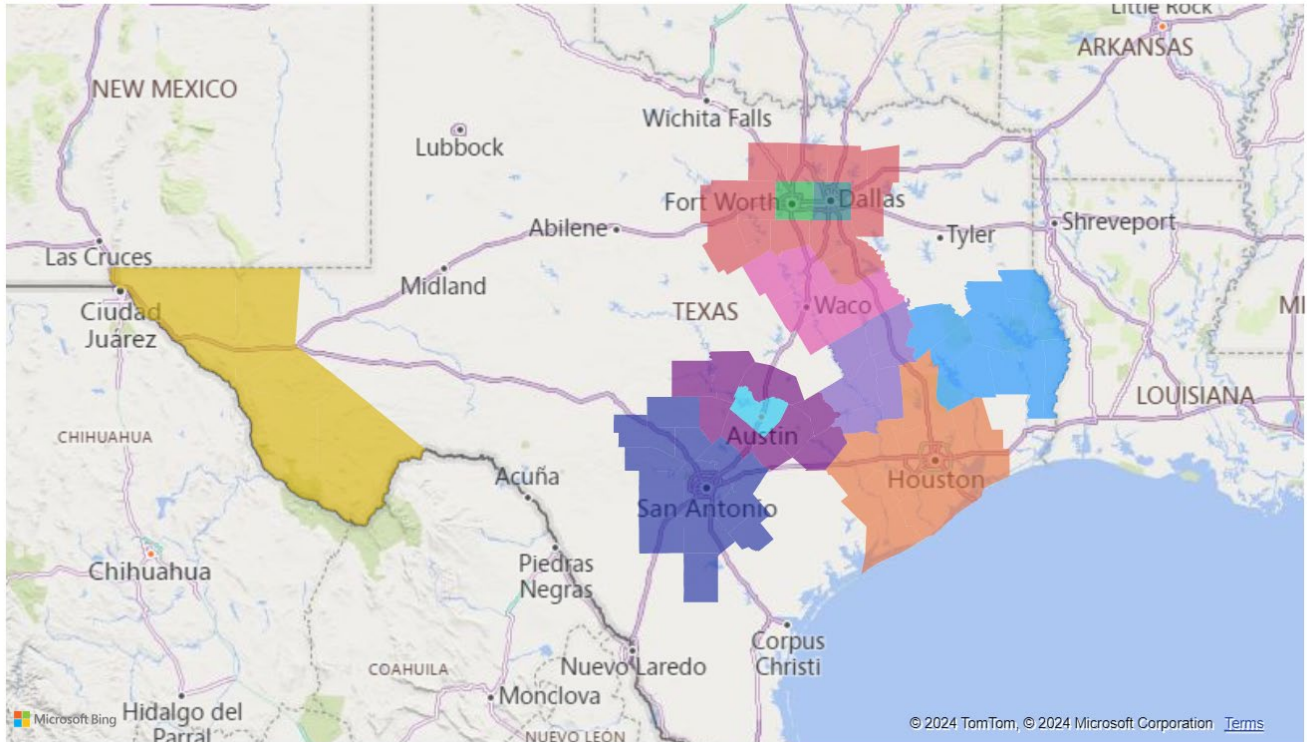 Little Rock
ARKANSAS
NEW MEXICO
Wichita Falls
Lubbock
Fort Worth
Dallas
Abilene
Tyler
Shreveport
Las Cruces
Midland
Ciudad
Juárez
TEXAS
Waco
MI
LOUISIANA
CHIHUAHUA
Austin
Acuña
Houston
San Antonio
Chihuahua
Piedras
Negras
Corpus
Christi
COAHUILA
Nuevo Laredo
Monclova
Hidalgo del
Parral
NUEVO LEÓN
Microsoft Bing
© 2024 TomTom, © 2024 Microsoft Corporation Terms